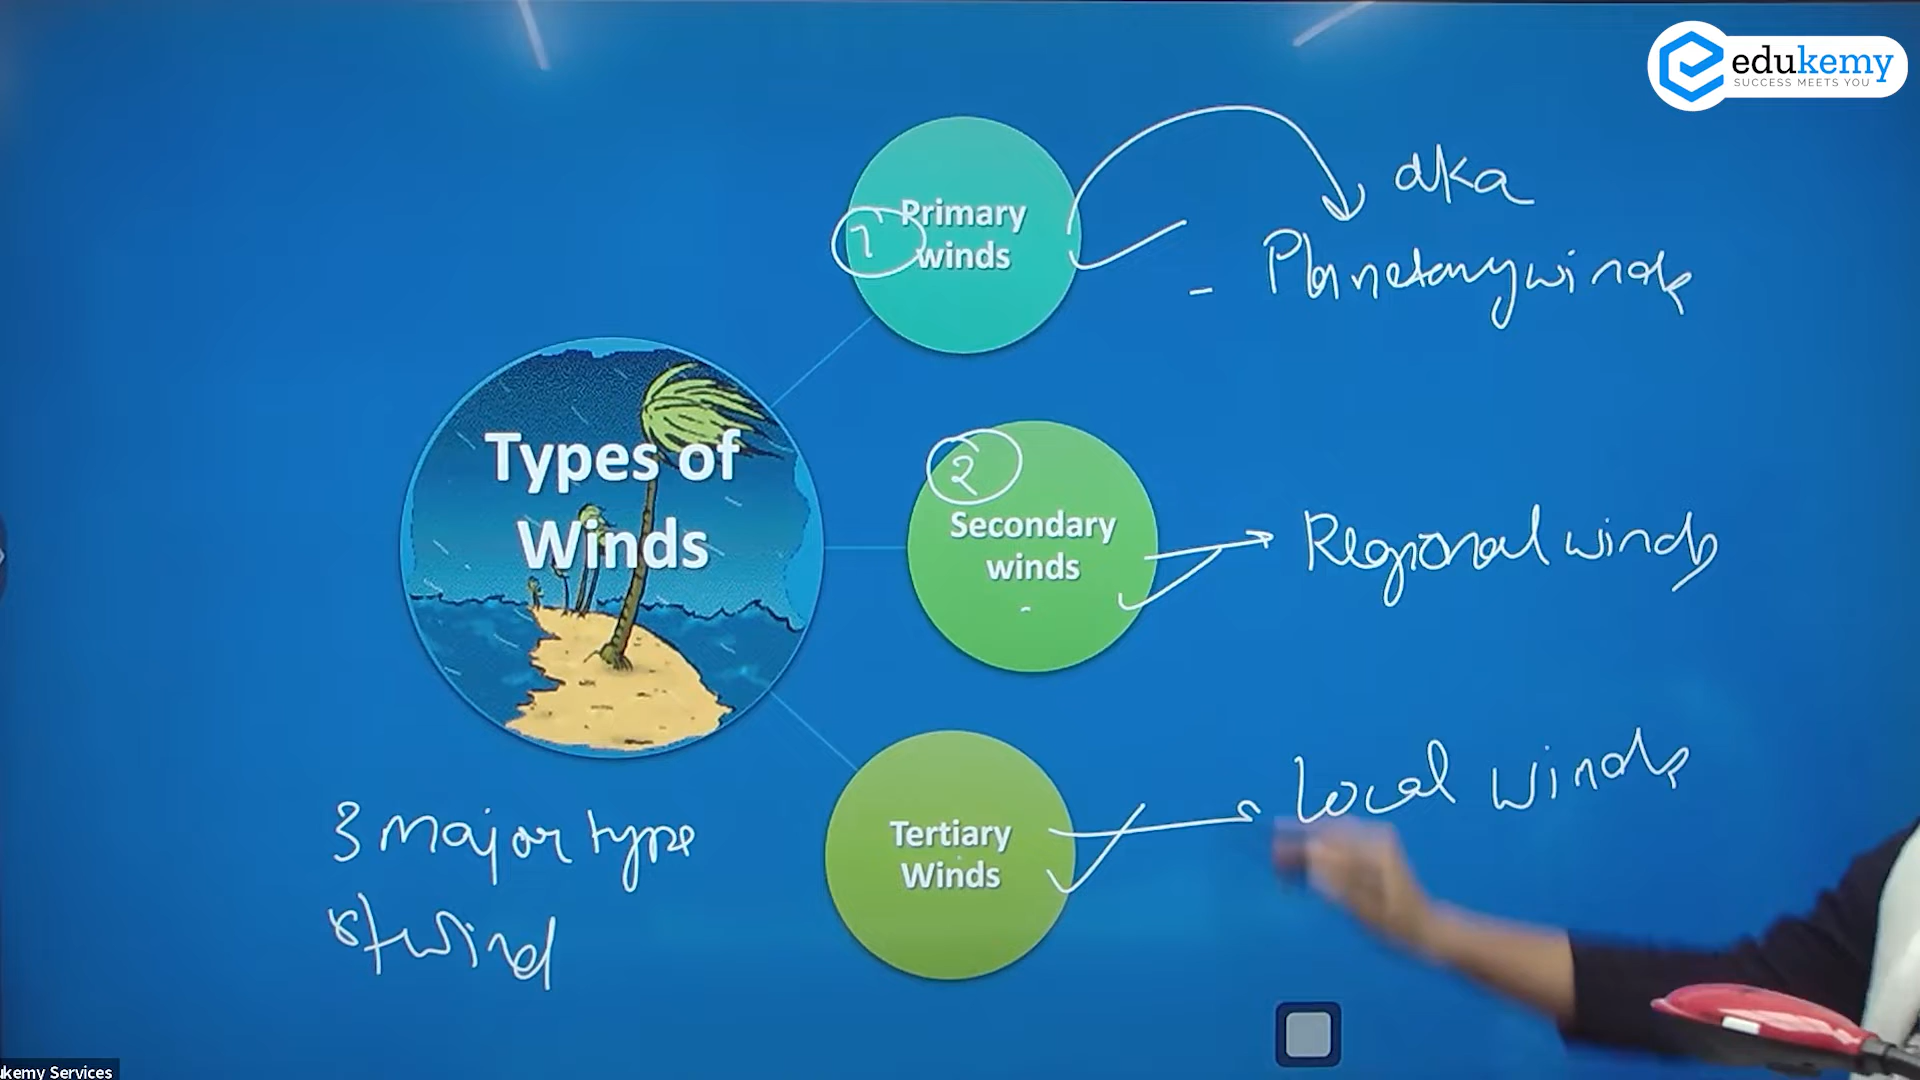 edukemy
SUCCESS MEETS YOU
Primary
winds
1
aka
- Planetary winds
Types of
Winds
2
Secondary
winds
Regional winds
Tertiary
Winds
Local winds
3 major type
of wind
kemy Services